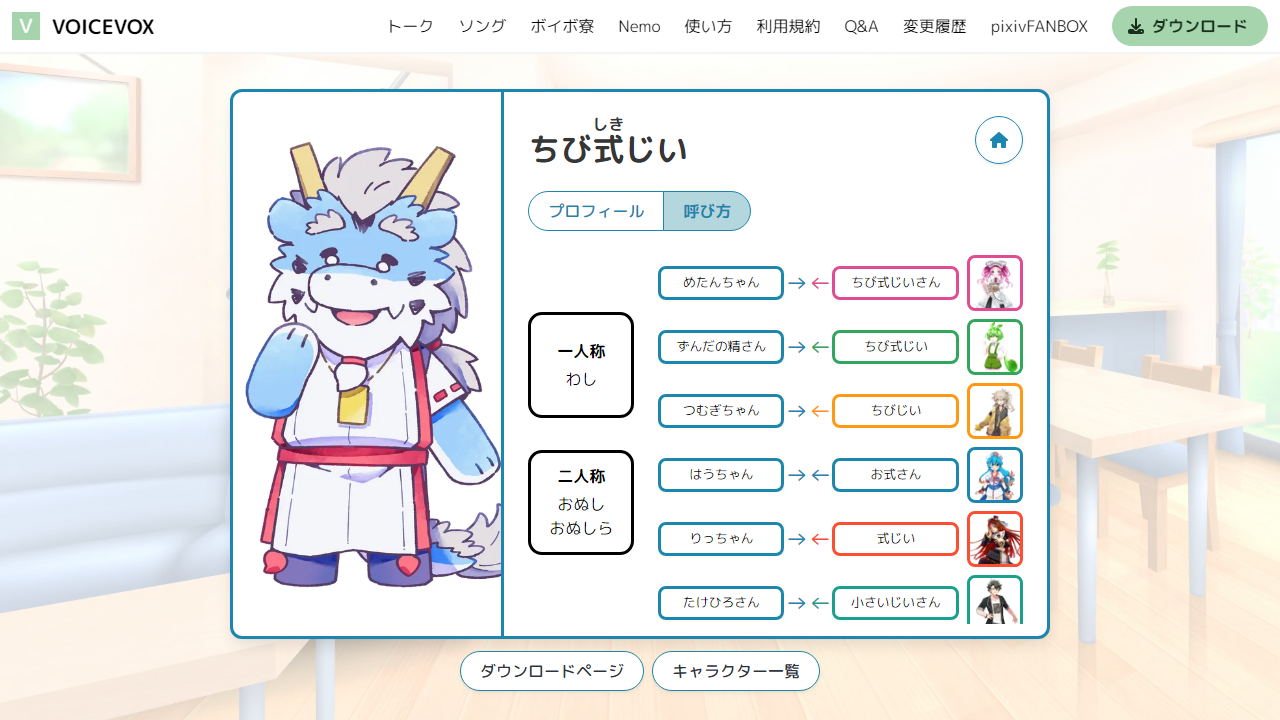 V VOICEVOX
トーク ソング ボイボ寮 Nemo 使い方 利用規約 Q&A 変更履歴 pixivFANBOX ダウンロード
しき
ちび式じい
プロフィール 呼び方
一人称
わし
二人称
おぬし
おぬしら
めたんちゃん → ← ちび式じいさん
ずんだの精さん → ← ちび式じい
つむぎちゃん → ← ちびじい
はうちゃん → ← お式さん
りっちゃん → ← 式じい
たけひろさん → ← 小さいじいさん
ダウンロードページ キャラクター一覧